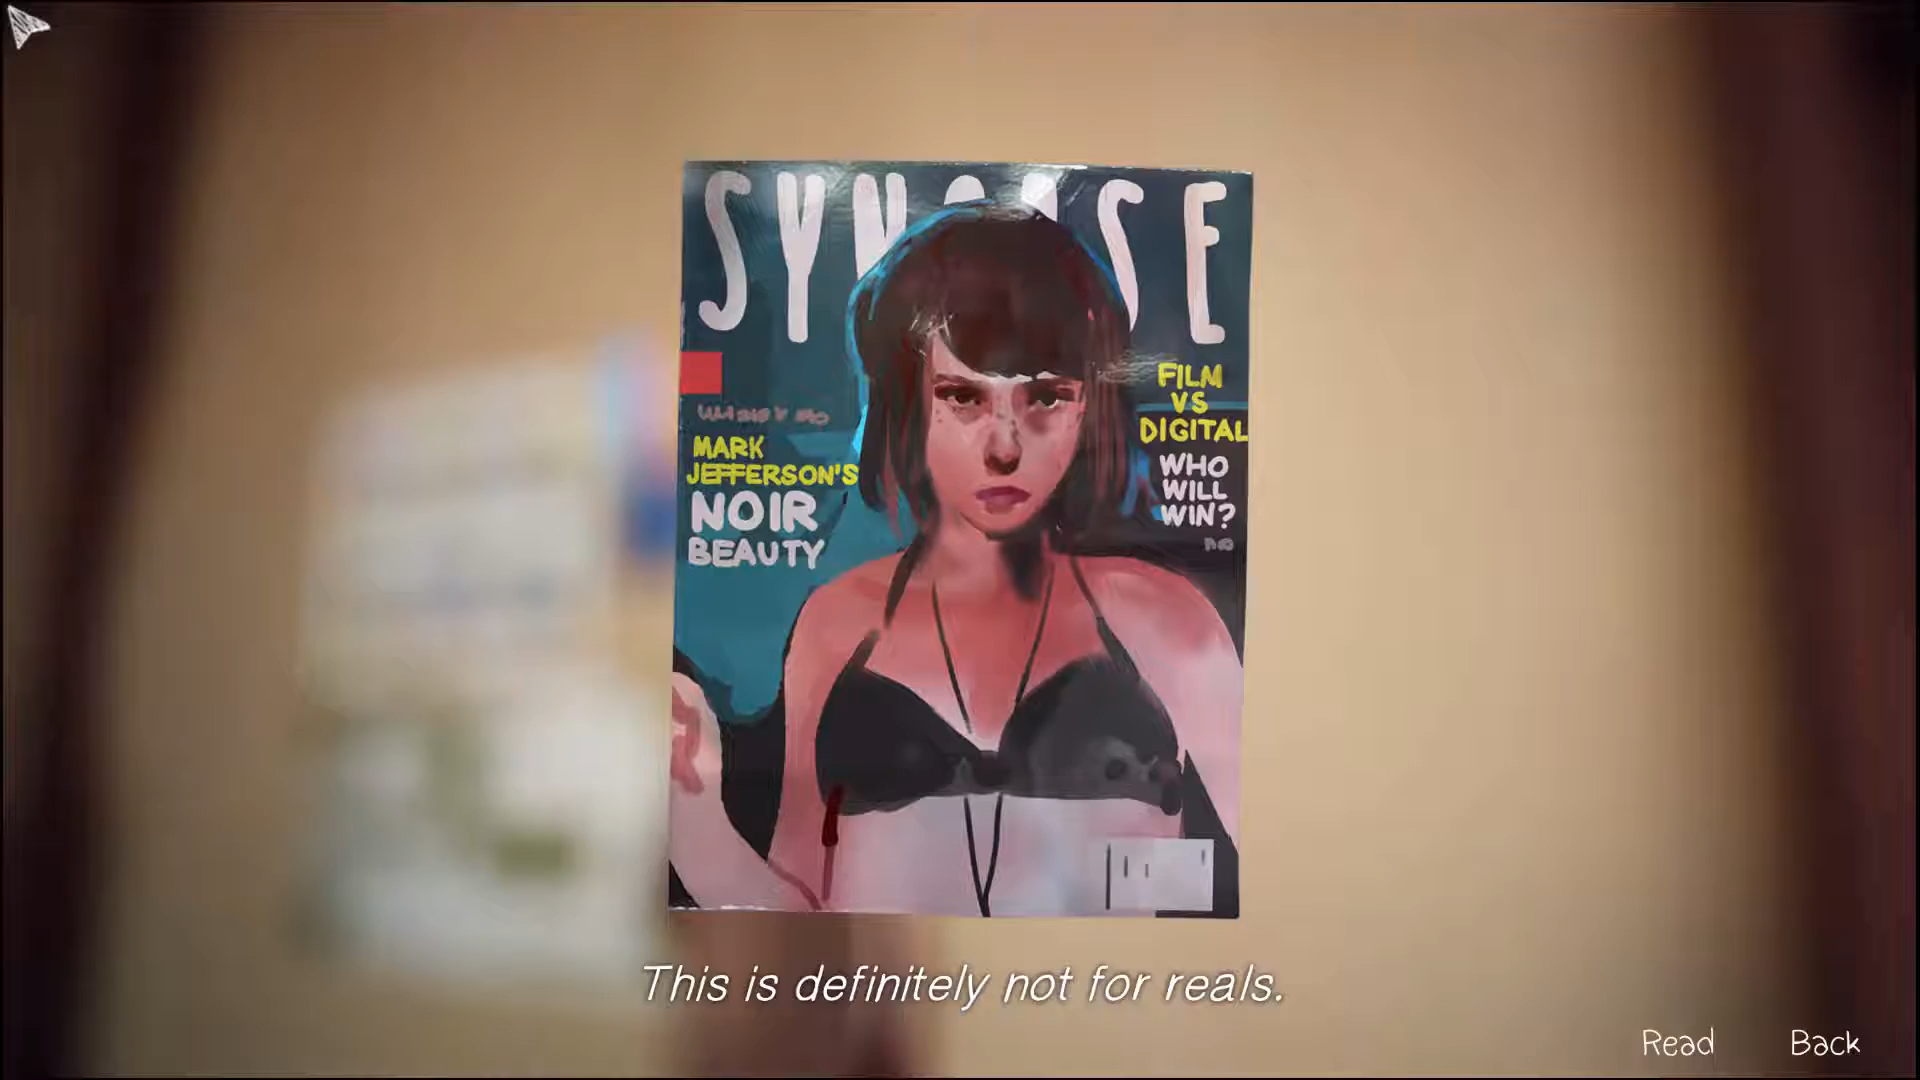 SYN SE
MARK
JEFFERSON'S
NOIR
BEAUTY
FILM
VS
DIGITAL
WHO
WILL
WIN?
This is definitely not for reals.
Read
Back